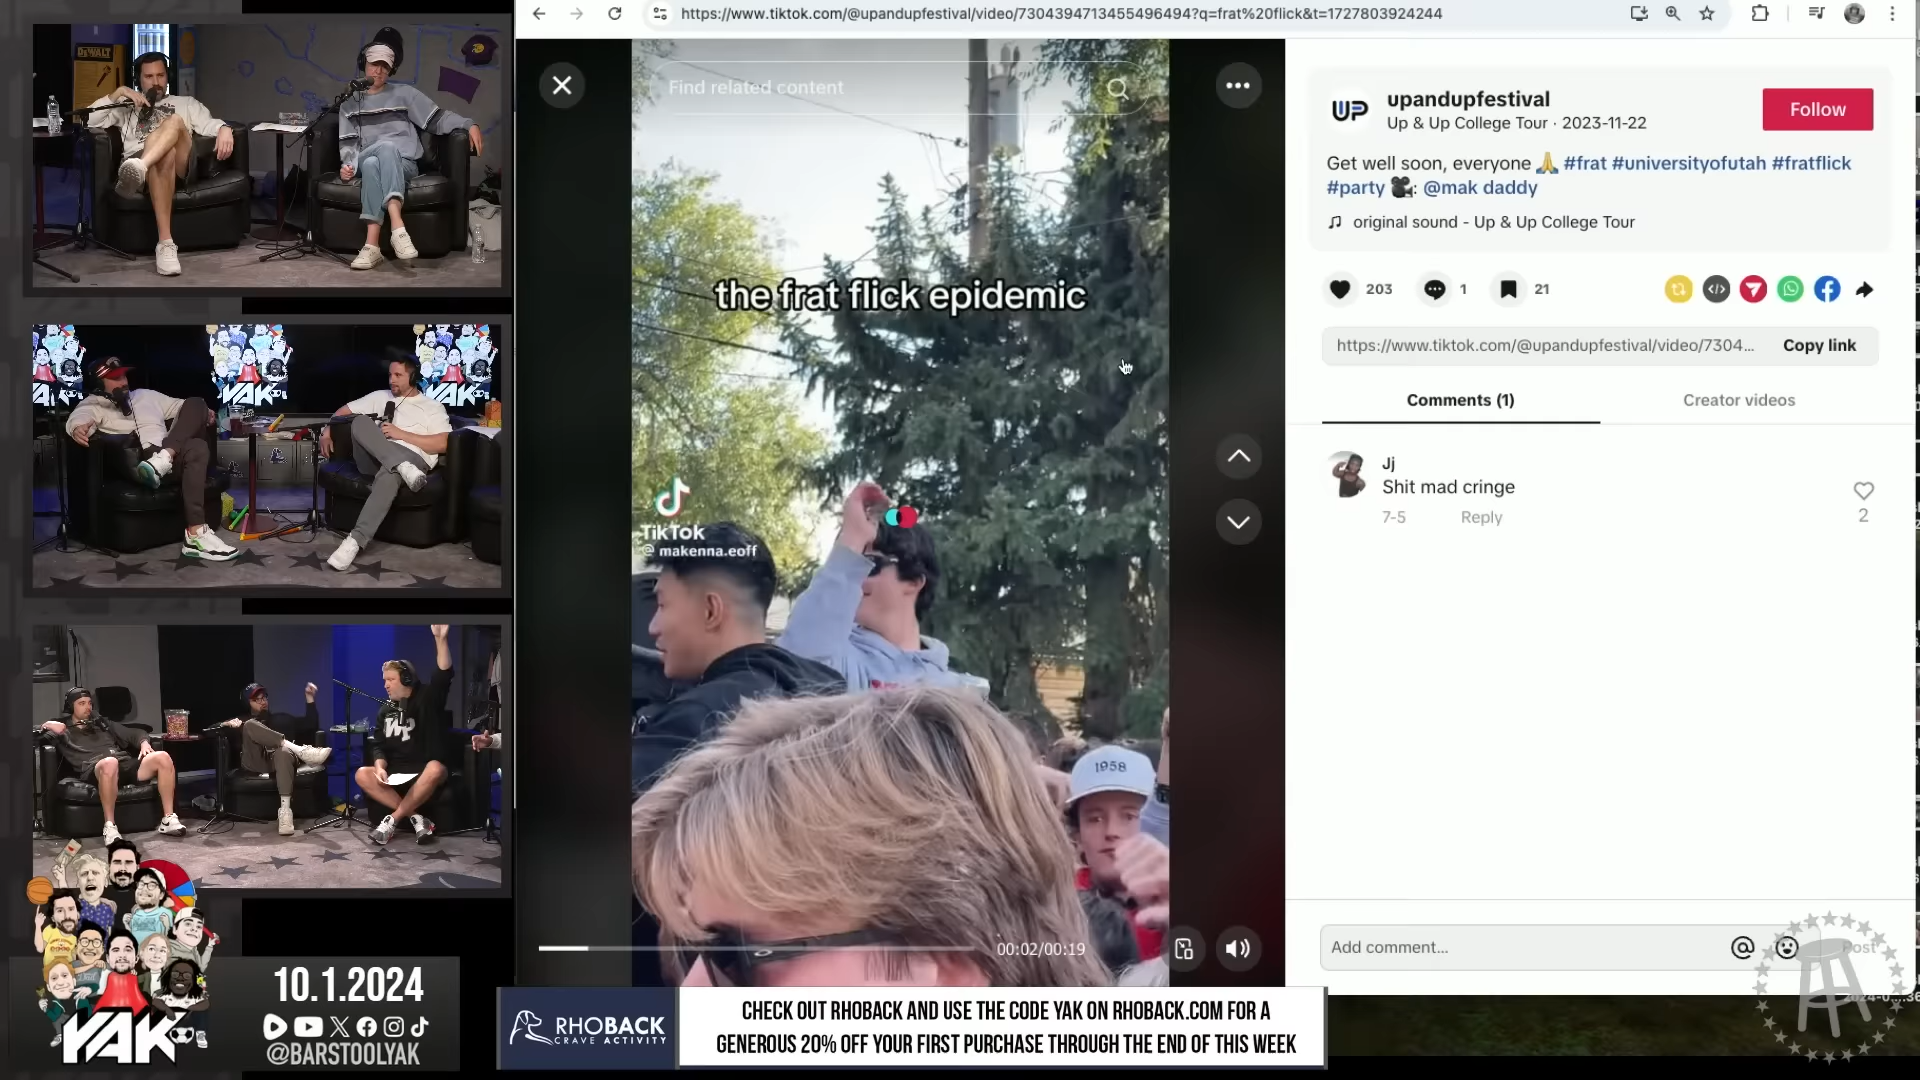 https://www.tiktok.com/@upandupfestival/video/7304394713455496494?q=frat%20flick&t=1727803924244
DEWALT
Find related content
the frat flick epidemic
TikTok
@ makenna.eoff
1958
00:02/00:19
UP
upandupfestival
Up & Up College Tour · 2023-11-22
Follow
Get well soon, everyone 🙏 #frat #universityofutah #fratflick
#party 🎥: @mak daddy
original sound - Up & Up College Tour
203
1
21
https://www.tiktok.com/@upandupfestival/video/7304...
Copy link
Comments (1)
Creator videos
Jj
Shit mad cringe
7-5
Reply
2
Add comment...
Post
YAK
YAK
YAK
YAK
10.1.2024
@BARSTOOLYAK
RHOBACK
CRAVE ACTIVITY
CHECK OUT RHOBACK AND USE THE CODE YAK ON RHOBACK.COM FOR A
GENEROUS 20% OFF YOUR FIRST PURCHASE THROUGH THE END OF THIS WEEK